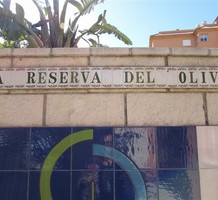 A RESERVA DEL OLIV